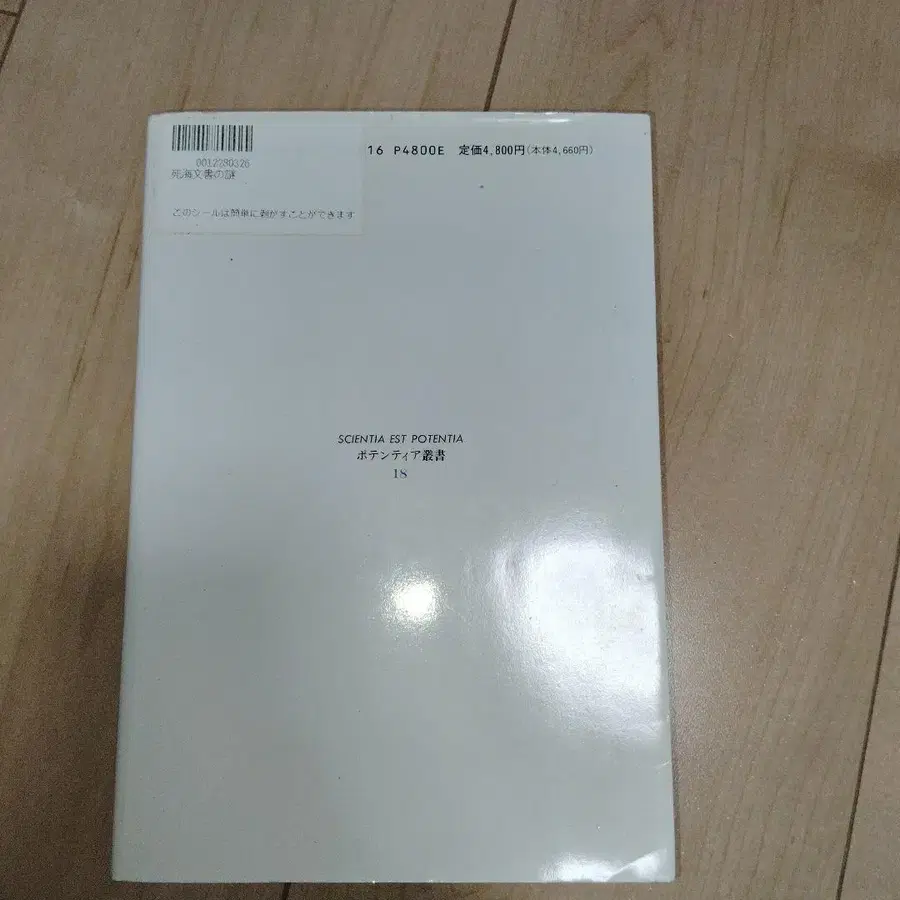 0012280326
死海文書の謎
このシールは簡単に剥がすことができます
16 P4800E 定価4,800円(本体4,660円)
SCIENTIA EST POTENTIA
ポテンティア叢書
18